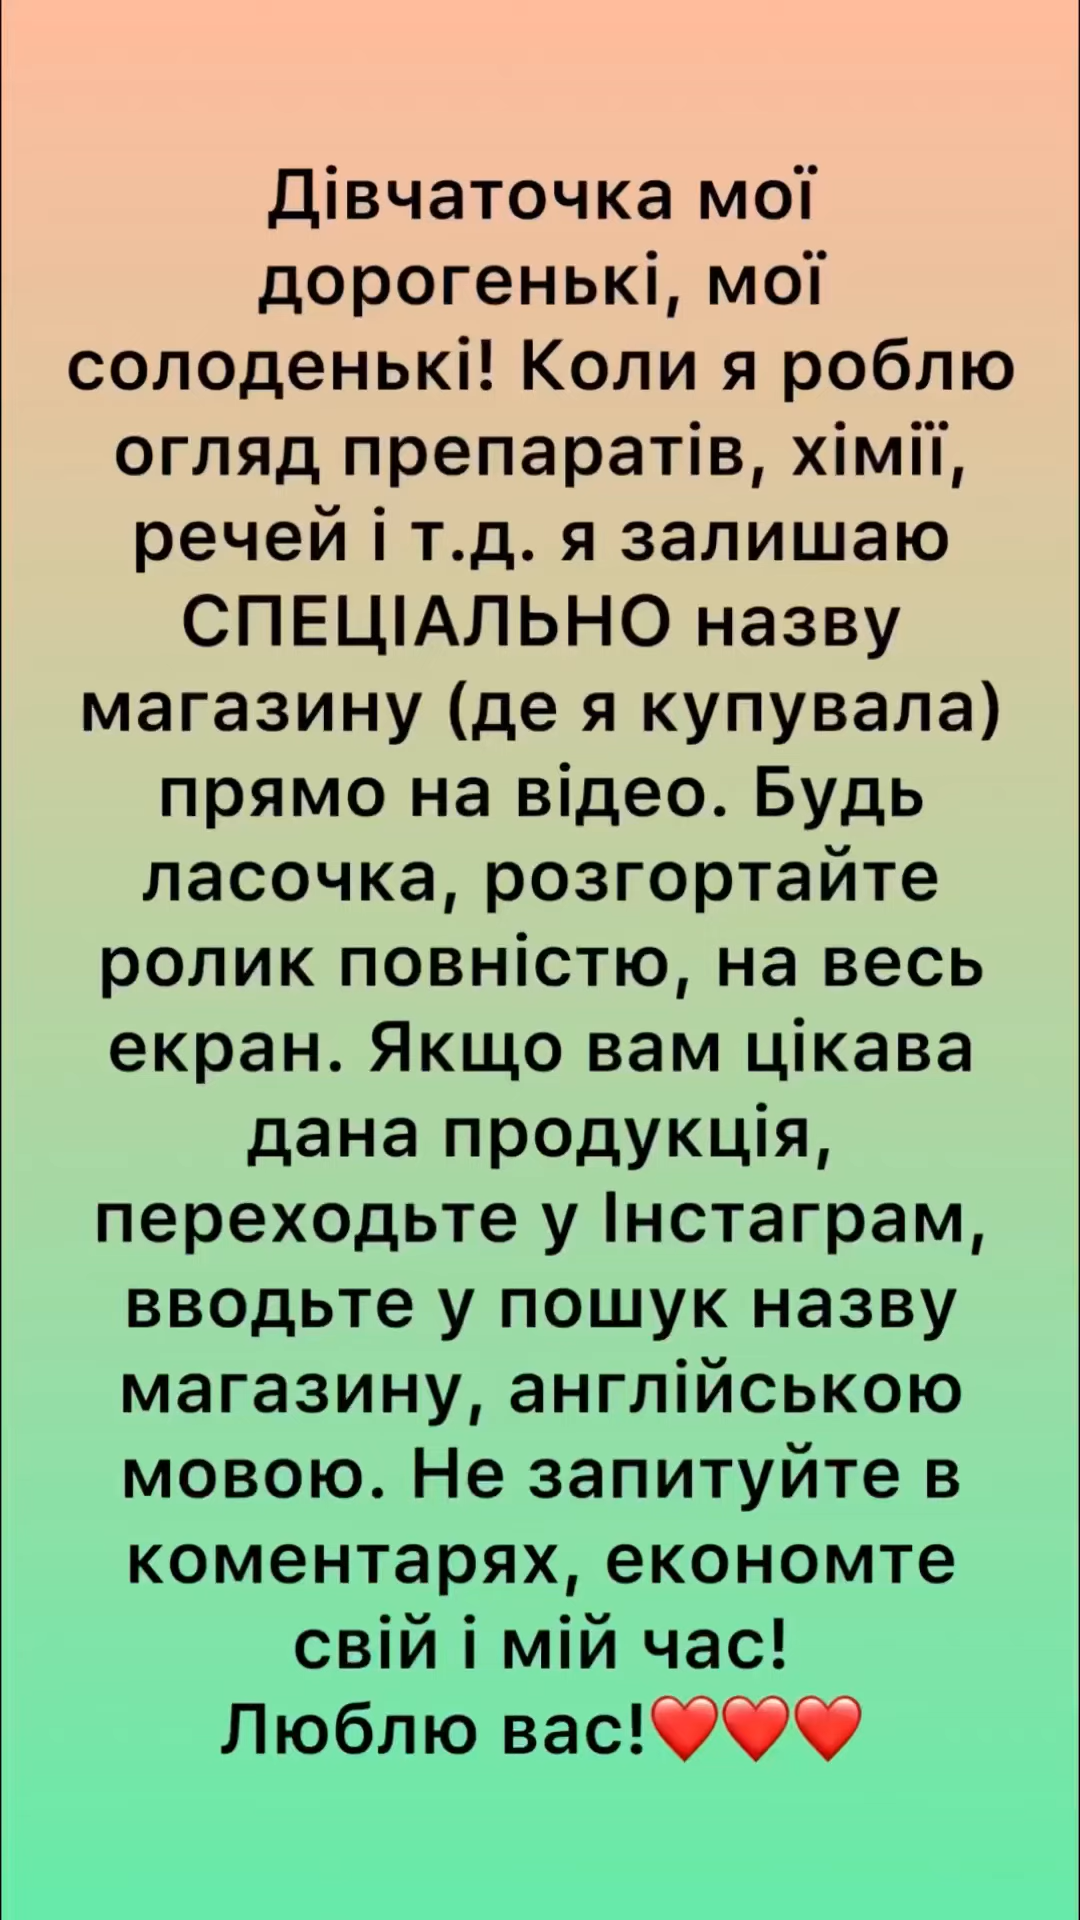 Дівчаточка мої
дорогенькі, мої
солоденькі! Коли я роблю
огляд препаратів, хімії,
речей і т.д. я залишаю
СПЕЦІАЛЬНО назву
магазину (де я купувала)
прямо на відео. Будь
ласочка, розгортайте
ролик повністю, на весь
екран. Якщо вам цікава
дана продукція,
переходьте у Інстаграм,
вводьте у пошук назву
магазину, англійською
мовою. Не запитуйте в
коментарях, економте
свій і мій час!
Люблю вас!❤️❤️❤️